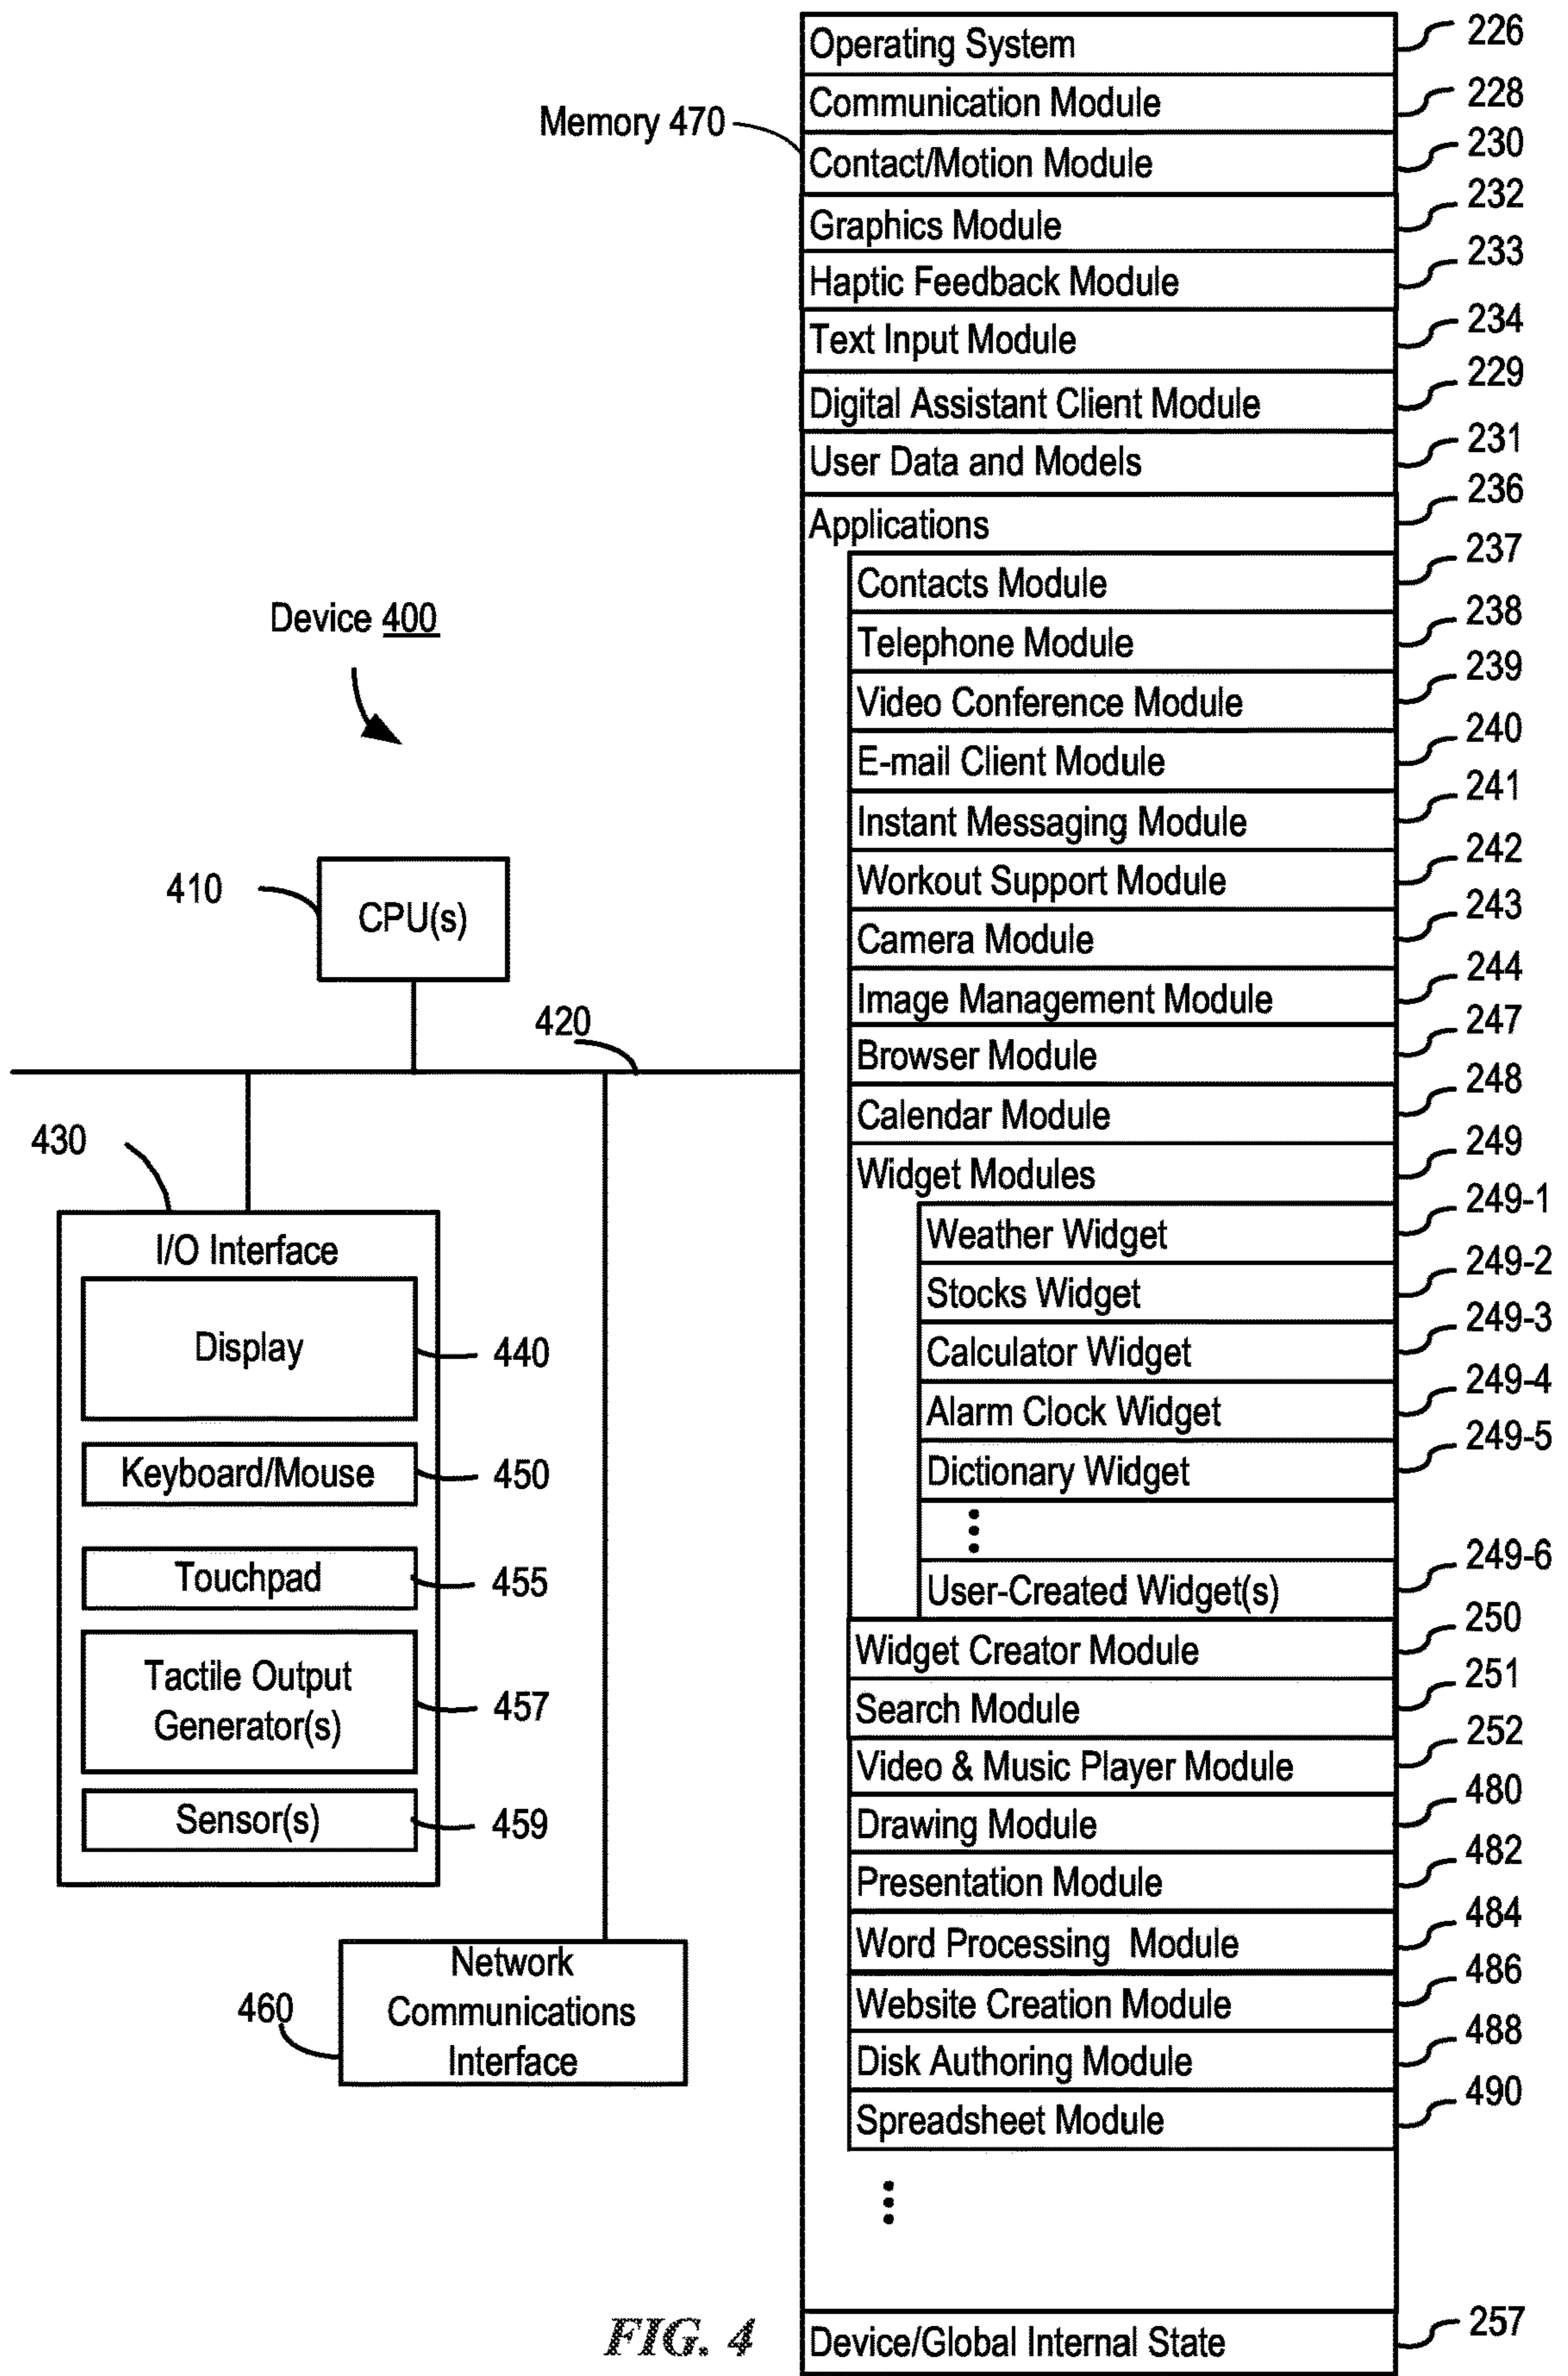 Operating System 226
Communication Module 228
Memory 470
Contact/Motion Module 230
Graphics Module 232
Haptic Feedback Module 233
Text Input Module 234
Digital Assistant Client Module 229
User Data and Models 231
Applications 236
Contacts Module 237
Telephone Module 238
Video Conference Module 239
E-mail Client Module 240
Instant Messaging Module 241
Workout Support Module 242
Camera Module 243
Image Management Module 244
Browser Module 247
Calendar Module 248
Widget Modules 249
Weather Widget 249-1
Stocks Widget 249-2
Calculator Widget 249-3
Alarm Clock Widget 249-4
Dictionary Widget 249-5
User-Created Widget(s) 249-6
Widget Creator Module 250
Search Module 251
Video & Music Player Module 252
Drawing Module 480
Presentation Module 482
Word Processing Module 484
Website Creation Module 486
Disk Authoring Module 488
Spreadsheet Module 490
Device/Global Internal State 257
Device 400
410
CPU(s)
420
430
I/O Interface
Display 440
Keyboard/Mouse 450
Touchpad 455
Tactile Output
Generator(s) 457
Sensor(s) 459
460
Network
Communications
Interface
FIG. 4